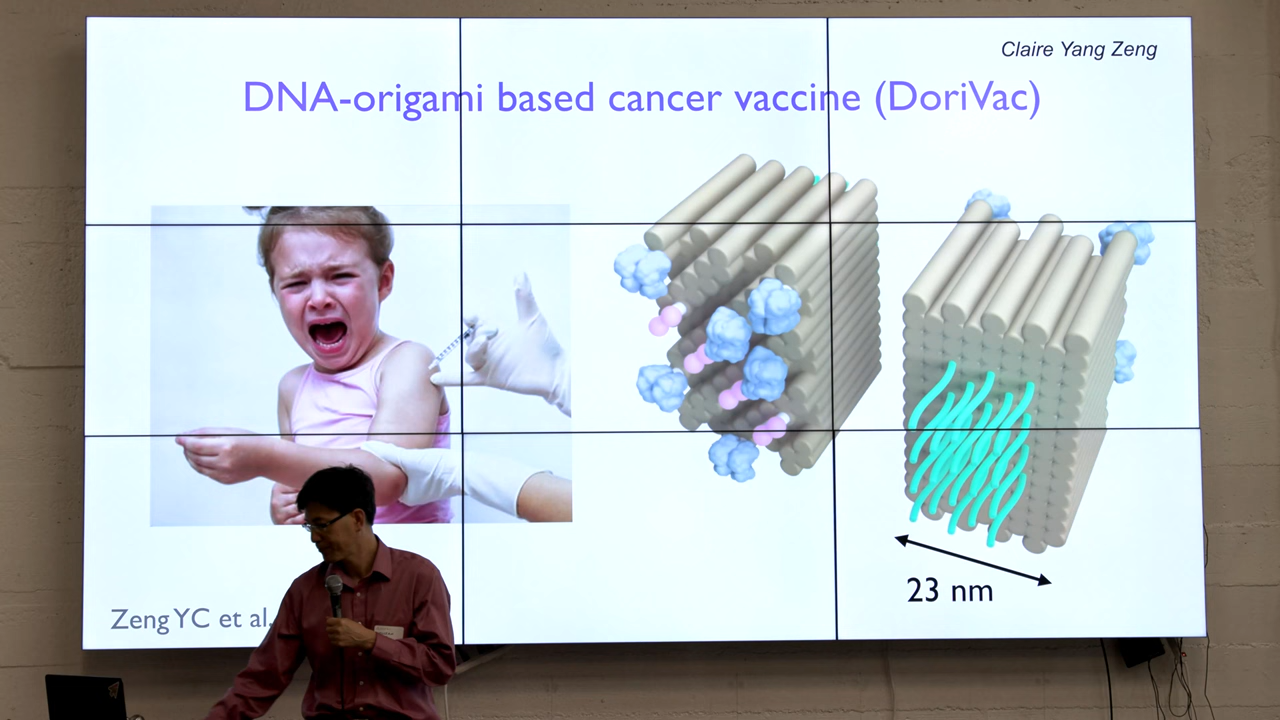 Claire Yang Zeng
DNA-origami based cancer vaccine (DoriVac)
23 nm
Zeng YC et al.